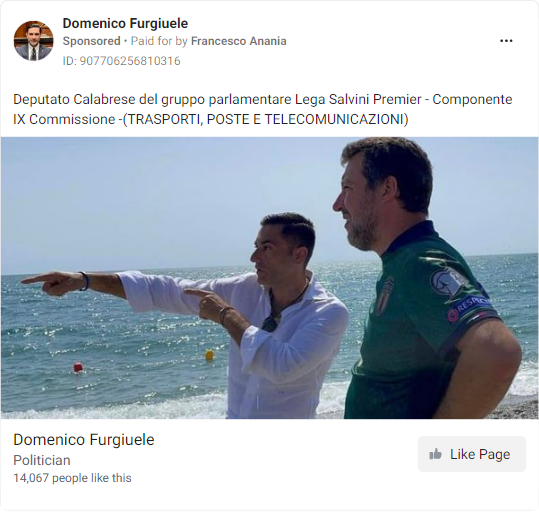 Domenico Furgiuele
Sponsored • Paid for by Francesco Anania
ID: 907706256810316
Deputato Calabrese del gruppo parlamentare Lega Salvini Premier - Componente
IX Commissione -(TRASPORTI, POSTE E TELECOMUNICAZIONI)
RESPECT
Domenico Furgiuele
Politician
14,067 people like this
Like Page